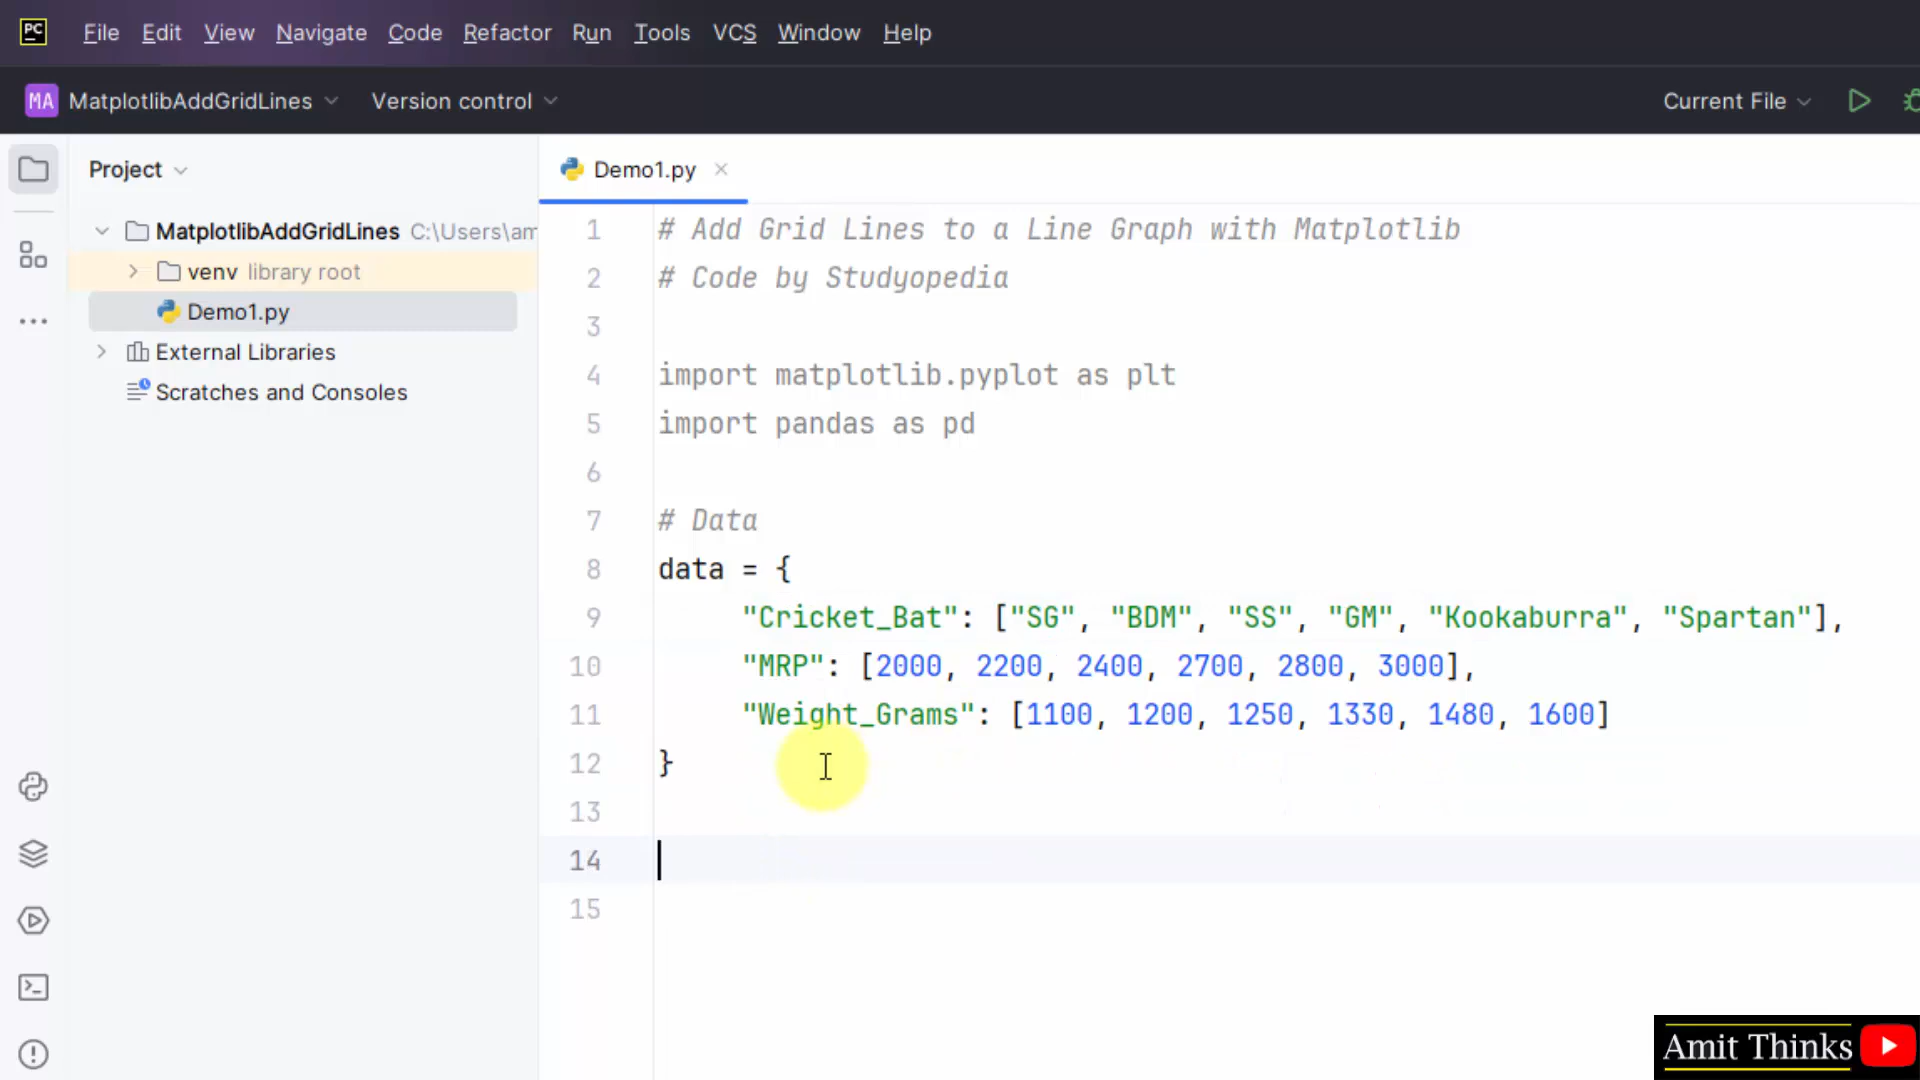 PC File Edit View Navigate Code Refactor Run Tools VCS Window Help
MA MatplotlibAddGridLines Version control Current File
Project
Demo1.py
MatplotlibAddGridLines C:\Users\am
venv library root
Demo1.py
External Libraries
Scratches and Consoles
1 # Add Grid Lines to a Line Graph with Matplotlib
2 # Code by Studyopedia
3
4 import matplotlib.pyplot as plt
5 import pandas as pd
6
7 # Data
8 data = {
9 "Cricket_Bat": ["SG", "BDM", "SS", "GM", "Kookaburra", "Spartan"],
10 "MRP": [2000, 2200, 2400, 2700, 2800, 3000],
11 "Weight_Grams": [1100, 1200, 1250, 1330, 1480, 1600]
12 }
13
14
15
Amit Thinks